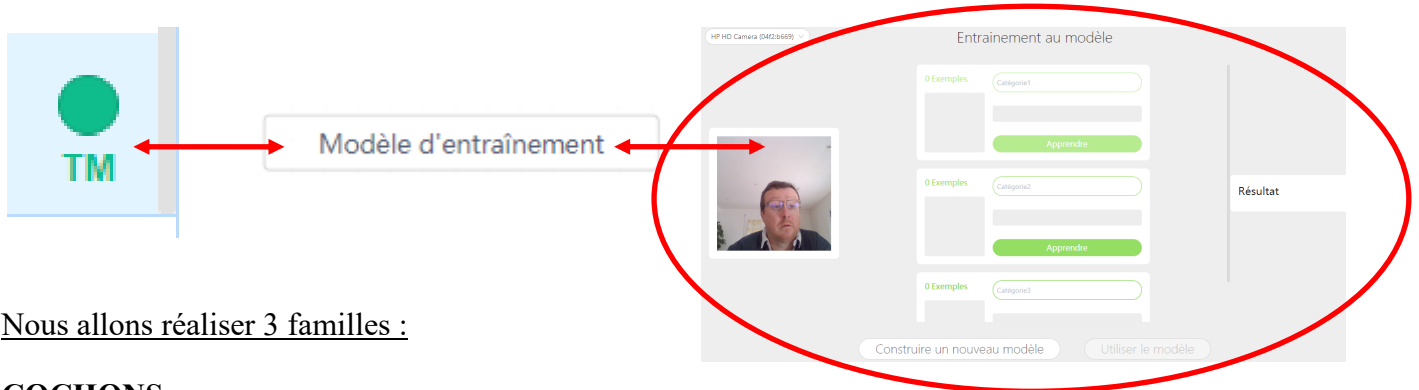 TM
Modèle d'entraînement
HP HD Camera (04f2:b669)
Entrainement au modèle
0 Exemples
Catégorie1
Apprendre
0 Exemples
Catégorie2
Apprendre
0 Exemples
Catégorie3
Résultat
Construire un nouveau modèle
Utiliser le modèle
Nous allons réaliser 3 familles :
COCHONS